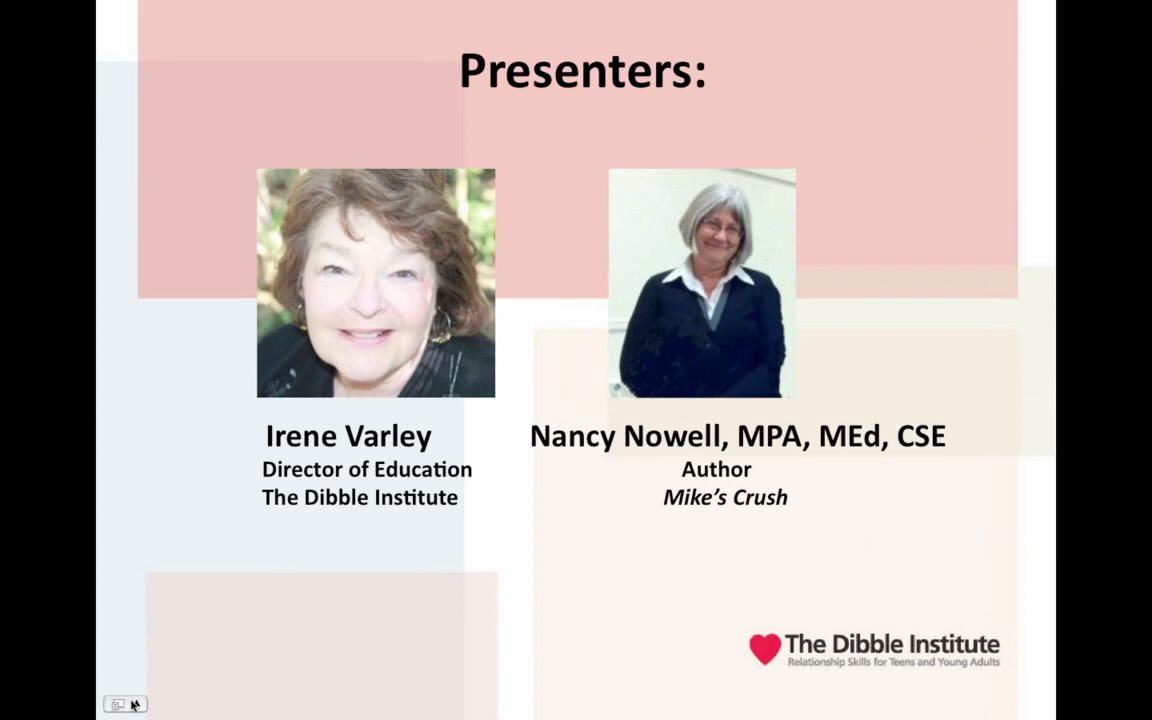 Presenters:
Irene Varley
Director of Education
The Dibble Institute
Nancy Nowell, MPA, MEd, CSE
Author
Mike's Crush
The Dibble Institute
Relationship Skills for Teens and Young Adults